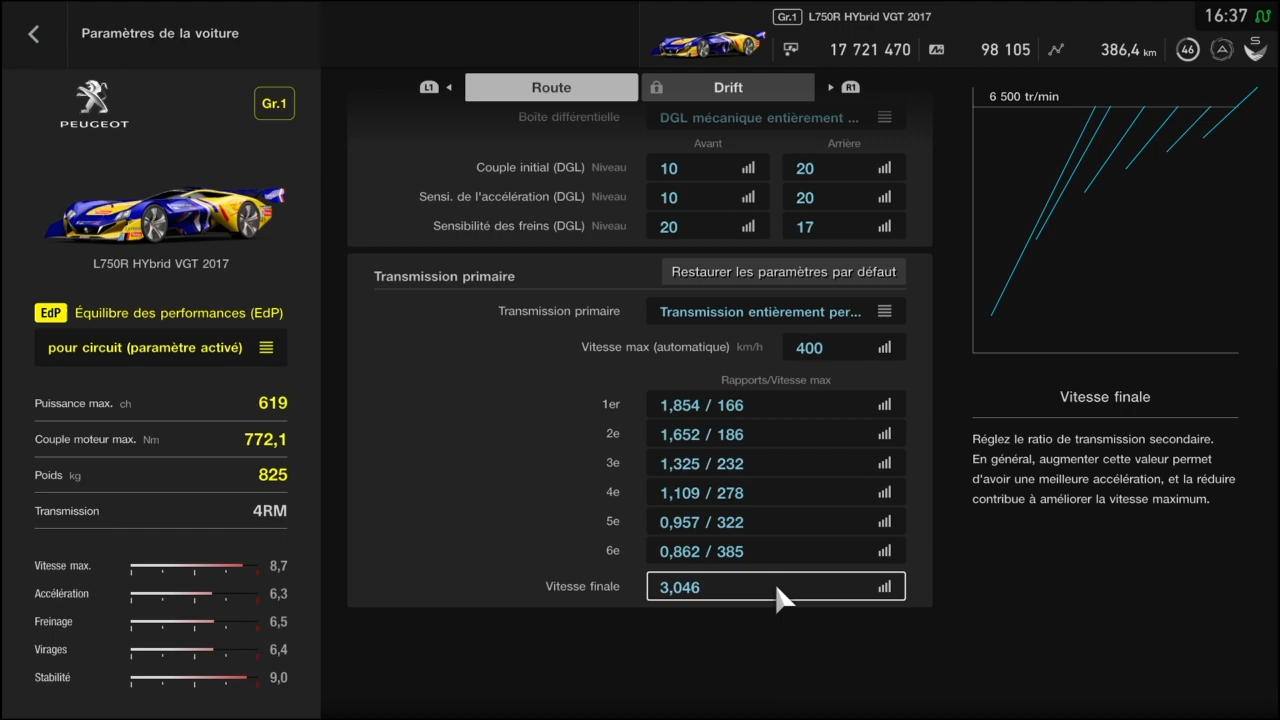 Paramètres de la voiture
Gr.1 L750R HYbrid VGT 2017
16:37
17 721 470 98 105 386,4 km 46 A S
PEUGEOT
Gr.1
L750R HYbrid VGT 2017
EdP Équilibre des performances (EdP)
pour circuit (paramètre activé)
Puissance max. ch 619
Couple moteur max. Nm 772,1
Poids kg 825
Transmission 4RM
Vitesse max. 8,7
Accélération 6,3
Freinage 6,5
Virages 6,4
Stabilité 9,0
L1 Route Drift R1
Boîte différentielle DGL mécanique entièrement ...
Avant Arrière
Couple initial (DGL) Niveau 10 20
Sensi. de l'accélération (DGL) Niveau 10 20
Sensibilité des freins (DGL) Niveau 20 17
Transmission primaire Restaurer les paramètres par défaut
Transmission primaire Transmission entièrement per...
Vitesse max (automatique) km/h 400
Rapports/Vitesse max
1er 1,854 / 166
2e 1,652 / 186
3e 1,325 / 232
4e 1,109 / 278
5e 0,957 / 322
6e 0,862 / 385
Vitesse finale 3,046
6 500 tr/min
Vitesse finale
Réglez le ratio de transmission secondaire.
En général, augmenter cette valeur permet
d'avoir une meilleure accélération, et la réduire
contribue à améliorer la vitesse maximum.